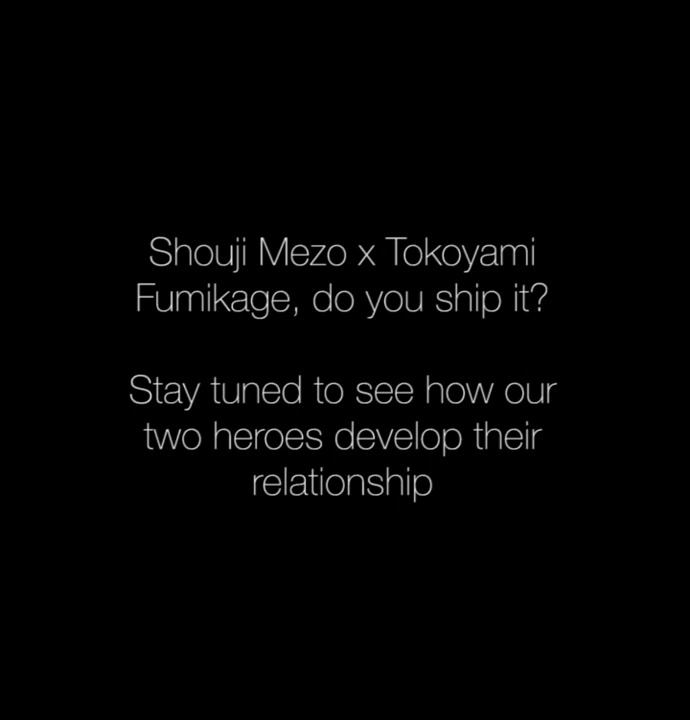 Shouji Mezo x Tokoyami
Fumikage, do you ship it?
Stay tuned to see how our
two heroes develop their
relationship